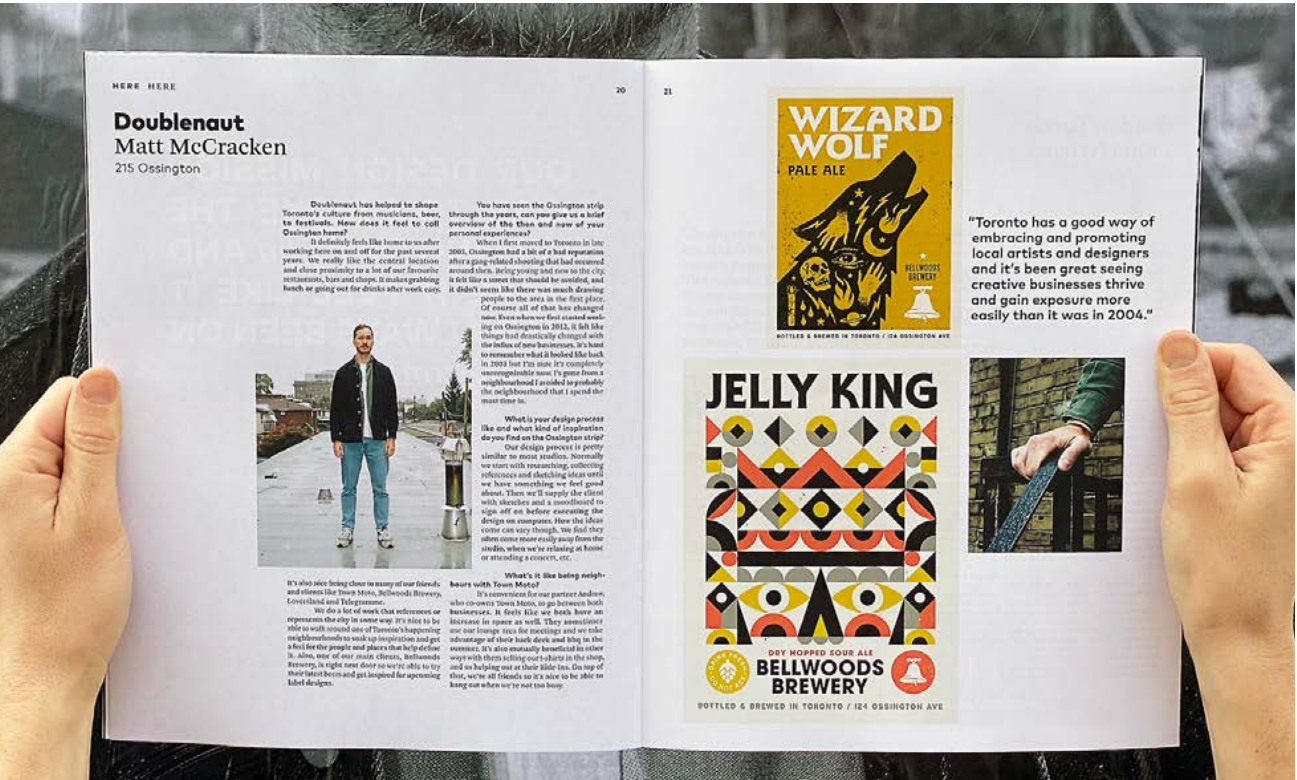 HERE HERE
20
Doublenaut
Matt McCracken
215 Ossington
Doublenaut has helped to shape
Toronto's culture from musicians, beer,
to festivals. How does it feel to call
Ossington home?
It definitely feels like home to us after
working here on and off for the past several
years. We really like the central location
and close proximity to a lot of our favourite
restaurants, bars and shops. It makes grabbing
lunch or going out for drinks after work easy.
It's also nice being close to many of our friends
and clients like Town Moto, Bellwoods Brewery,
Loversland and Telegramme.
We do a lot of work that references or
represents the city in some way. It's nice to be
able to walk around one of Toronto's happening
neighbourhoods to soak up inspiration and get
a feel for the people and places that help define
it. Also, one of our main clients, Bellwoods
Brewery, is right next door so we're able to try
their latest beers and get inspired for upcoming
label designs.
You have seen the Ossington strip
through the years, can you give us a brief
overview of the then and now of your
personal experiences?
When I first moved to Toronto in late
2003, Ossington had a bit of a bad reputation
after a gang-related shooting that had occurred
around then. Being young and new to the city,
it felt like a street that should be avoided, and
it didn't seem like there was much drawing
people to the area in the first place.
Of course all of that has changed
now. Even when we first started work-
ing on Ossington in 2012, it felt like
things had drastically changed with
the influx of new businesses. It's hard
to remember what it looked like back
in 2003 but I'm sure it's completely
unrecognizable now. I's gone from a
neighbourhood I avoided to probably
the neighbourhood that I spend the
most time in.
What is your design process
like and what kind of inspiration
do you find on the Ossington strip?
Our design process is pretty
similar to most studios. Normally
we start with researching, collecting
references and sketching ideas until
we have something we feel good
about. Then we'll supply the client
with sketches and a moodboard to
sign off on before executing the
design on computer. How the ideas
come can vary though. We find they
often come more easily away from the
studio, when we're relaxing at home
or attending a concert, etc.
What's it like being neigh-
bours with Town Moto?
It's convenient for our partner Andrew,
who co-owns Town Moto, to go between both
businesses. It feels like we both have an
increase in space as well. They sometimes
use our lounge area for meetings and we take
advantage of their back deck and bbq in the
summer. It's also mutually beneficial in other
ways with them selling our t-shirts in the shop,
and us helping out at their Ride-Ins. On top of
that, we're all friends so it's nice to be able to
hang out when we're not too busy.
21
WIZARD
WOLF
PALE ALE
BELLWOODS
BREWERY
BOTTLED & BREWED IN TORONTO / 124 OSSINGTON AVE
"Toronto has a good way of
embracing and promoting
local artists and designers
and it's been great seeing
creative businesses thrive
and gain exposure more
easily than it was in 2004."
JELLY KING
DRY HOPPED SOUR ALE
DRINK FRESH
DO NOT AGE
BELLWOODS
BREWERY
BOTTLED & BREWED IN TORONTO / 124 OSSINGTON AVE